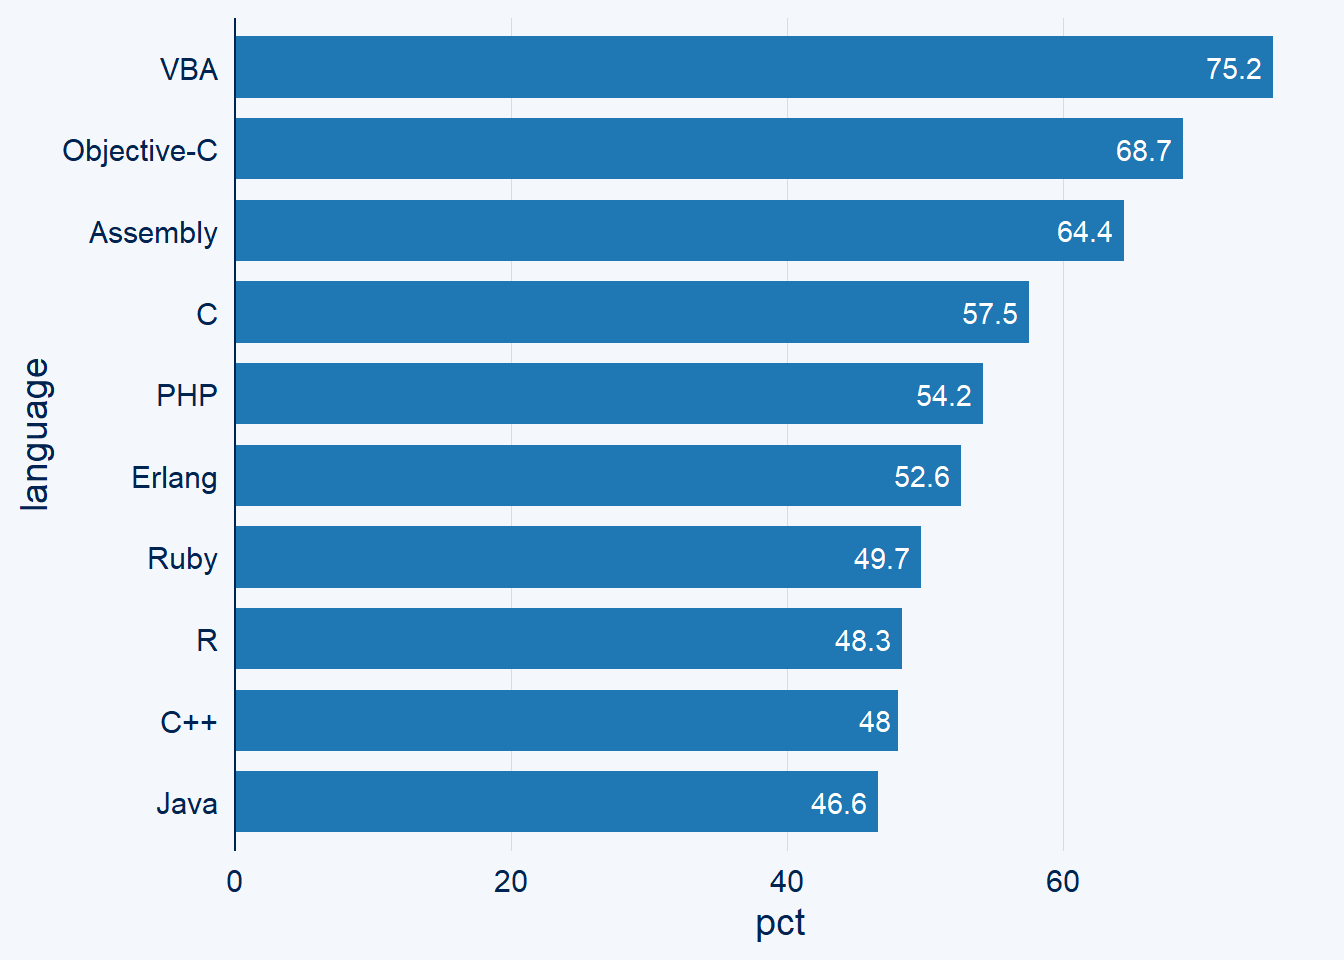 VBA 75.2
Objective-C 68.7
Assembly 64.4
C 57.5
PHP 54.2
Erlang 52.6
Ruby 49.7
R 48.3
C++ 48
Java 46.6
language
0 20 40 60
pct